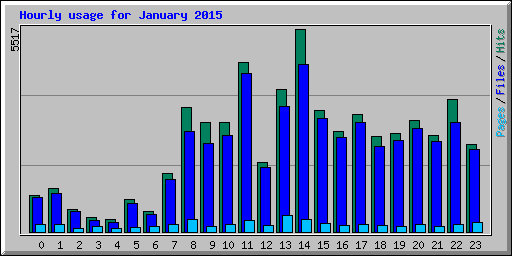 Hourly usage for January 2015
5517
Pages / Files / Hits
0 1 2 3 4 5 6 7 8 9 10 11 12 13 14 15 16 17 18 19 20 21 22 23